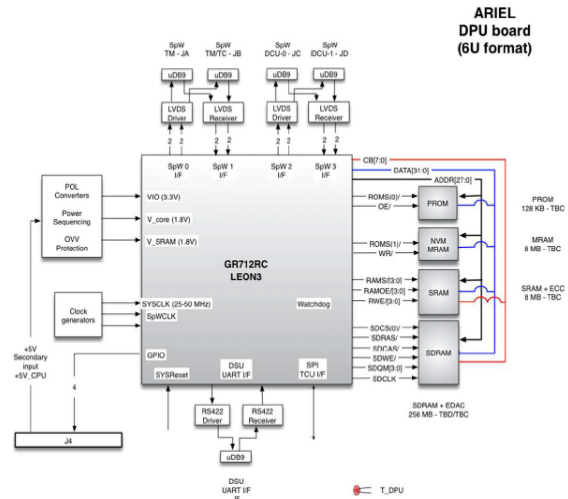 ARIEL
DPU board
(6U format)
SpW
TM - JA
SpW
TM/TC - JB
SpW
DCU-0 - JC
SpW
DCU-1 - JD
uDB9
uDB9
uDB9
uDB9
LVDS
Driver
LVDS
Receiver
LVDS
Driver
LVDS
Receiver
2
2
2
2
2
2
2
2
SpW 0
I/F
SpW 1
I/F
SpW 2
I/F
SpW 3
I/F
CB[7:0]
DATA[31:0]
ADDR[27:0]
POL
Converters
Power
Sequencing
OVV
Protection
VIO (3.3V)
V_core (1.8V)
V_SRAM (1.8V)
GR712RC
LEON3
ROMS(0)/
OE/
PROM
PROM
128 KB - TBC
ROMS(1)/
WR/
NVM
MRAM
MRAM
8 MB - TBC
RAMS/[3:0]
RAMOE/[3:0]
RWE/[3:0]
SRAM
SRAM + ECC
8 MB - TBC
Clock
generators
SYSCLK (25-50 MHz)
SpWCLK
Watchdog
SDCS(0)/
SDRAS/
SDCAS/
SDWE/
SDQM[3:0]
SDCLK
SDRAM
SDRAM + EDAC
256 MB - TBD/TBC
+5V
Secondary
input
+5V_CPU
GPIO
SYSReset
DSU
UART I/F
SPI
TCU I/F
4
RS422
Driver
RS422
Receiver
J4
uDB9
DSU
UART I/F
T_DPU